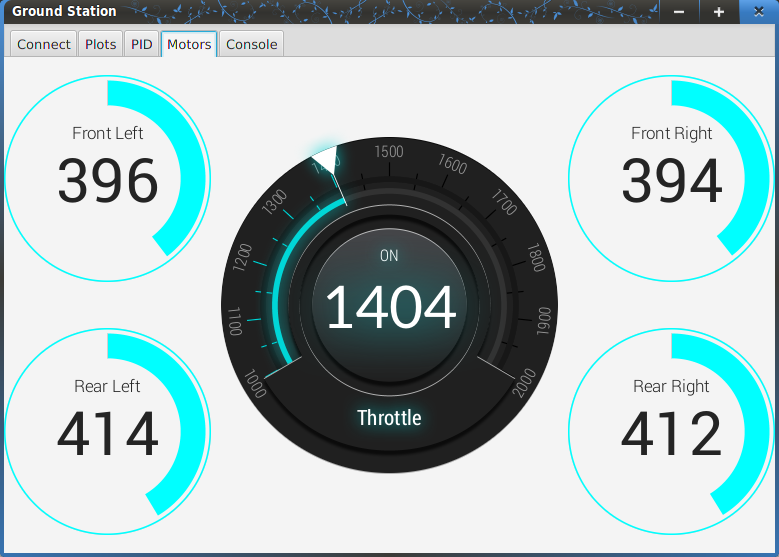 Ground Station
Connect Plots PID Motors Console
Front Left
396
Front Right
394
1000
1100
1200
1300
1500
1600
1700
1800
1900
2000
ON
1404
Throttle
Rear Left
414
Rear Right
412